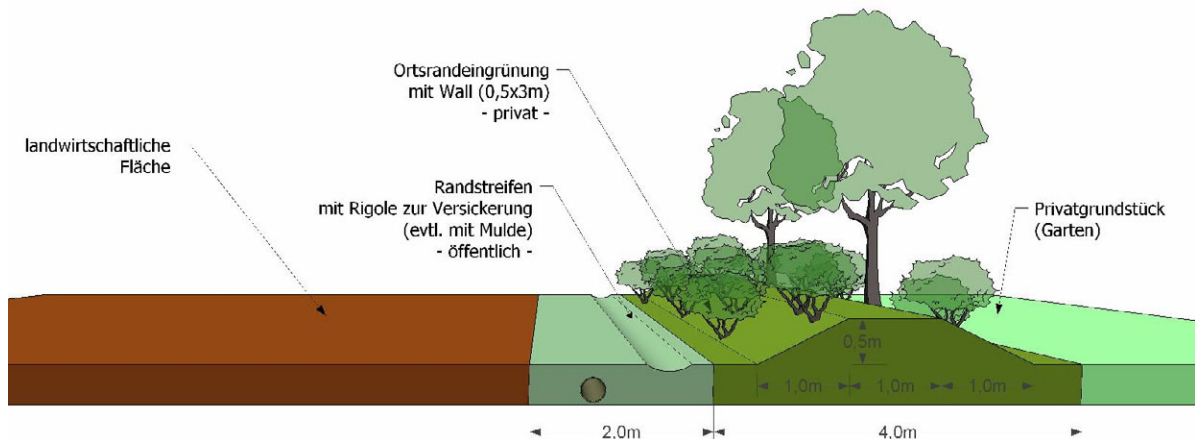 Ortsrandeingrünung
mit Wall (0,5x3m)
- privat -
landwirtschaftliche
Fläche
Randstreifen
mit Rigole zur Versickerung
(evtl. mit Mulde)
- öffentlich -
Privatgrundstück
(Garten)
0,5m
1,0m
1,0m
1,0m
2,0m
4,0m